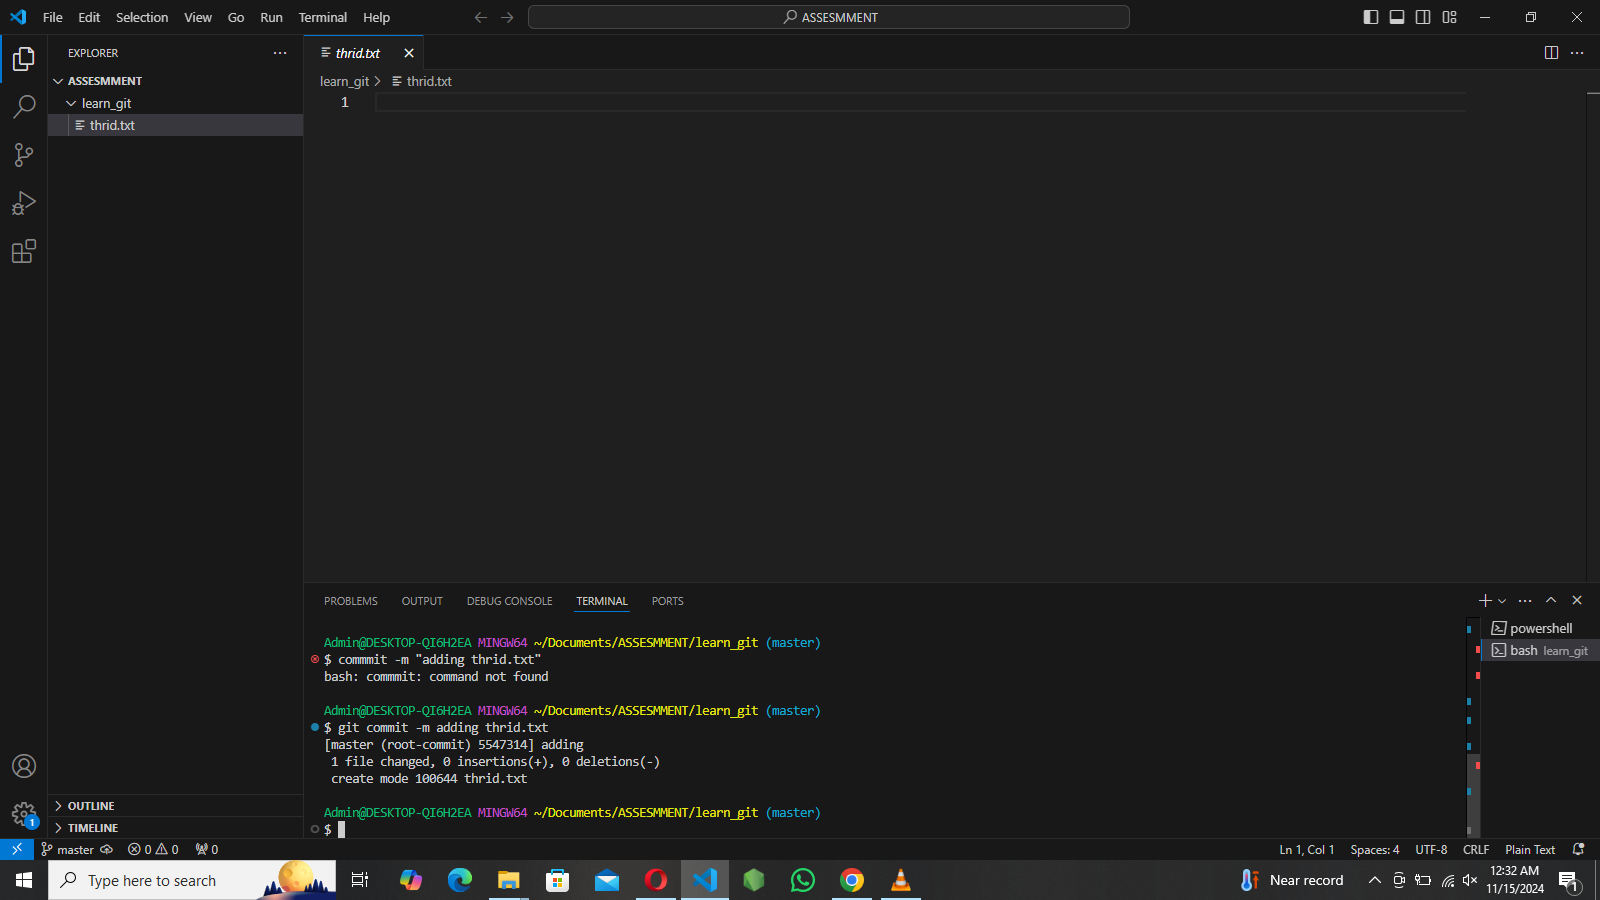 File Edit Selection View Go Run Terminal Help
ASSESMMENT
EXPLORER
ASSESMMENT
learn_git
thrid.txt
thrid.txt
learn_git > thrid.txt
1
PROBLEMS OUTPUT DEBUG CONSOLE TERMINAL PORTS
Admin@DESKTOP-QI6H2EA MINGW64 ~/Documents/ASSESMMENT/learn_git (master)
$ commmit -m "adding thrid.txt"
bash: commmit: command not found
Admin@DESKTOP-QI6H2EA MINGW64 ~/Documents/ASSESMMENT/learn_git (master)
$ git commit -m adding thrid.txt
[master (root-commit) 5547314] adding
1 file changed, 0 insertions(+), 0 deletions(-)
create mode 100644 thrid.txt
Admin@DESKTOP-QI6H2EA MINGW64 ~/Documents/ASSESMMENT/learn_git (master)
$
powershell
bash learn_git
OUTLINE
TIMELINE
1
master 0 0 0
Ln 1, Col 1 Spaces: 4 UTF-8 CRLF Plain Text
Type here to search
Near record
12:32 AM
11/15/2024
1